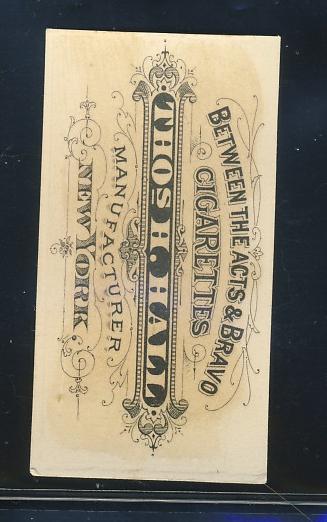 BETWEEN THE ACTS & BRAVO
CIGARETTES
THOS. H. HALL
MANUFACTURER
NEW YORK